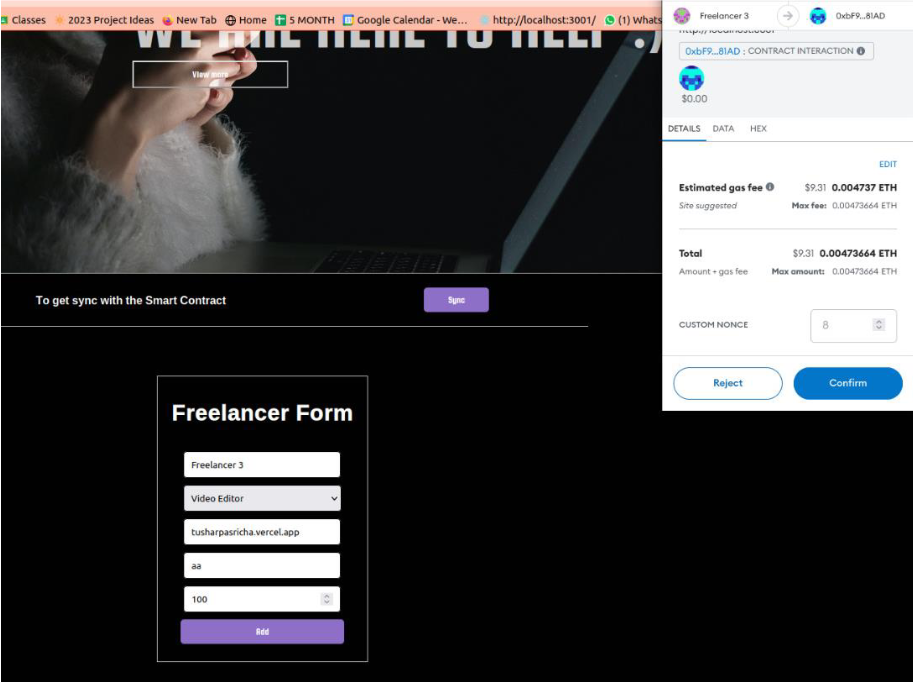 Classes 2023 Project Ideas New Tab Home 5 MONTH Google Calendar - We... http://localhost:3001/ (1) Whats
WE ARE HERE TO HELP :)
View more
To get sync with the Smart Contract
Sync
Freelancer Form
Freelancer 3
Video Editor
tusharpasricha.vercel.app
aa
100
Add
Freelancer 3 0xbF9...81AD
http://localhost:3001
0xbF9...81AD : CONTRACT INTERACTION
$0.00
DETAILS DATA HEX
EDIT
Estimated gas fee $9.31 0.004737 ETH
Site suggested Max fee: 0.00473664 ETH
Total $9.31 0.00473664 ETH
Amount + gas fee Max amount: 0.00473664 ETH
CUSTOM NONCE 8
Reject Confirm